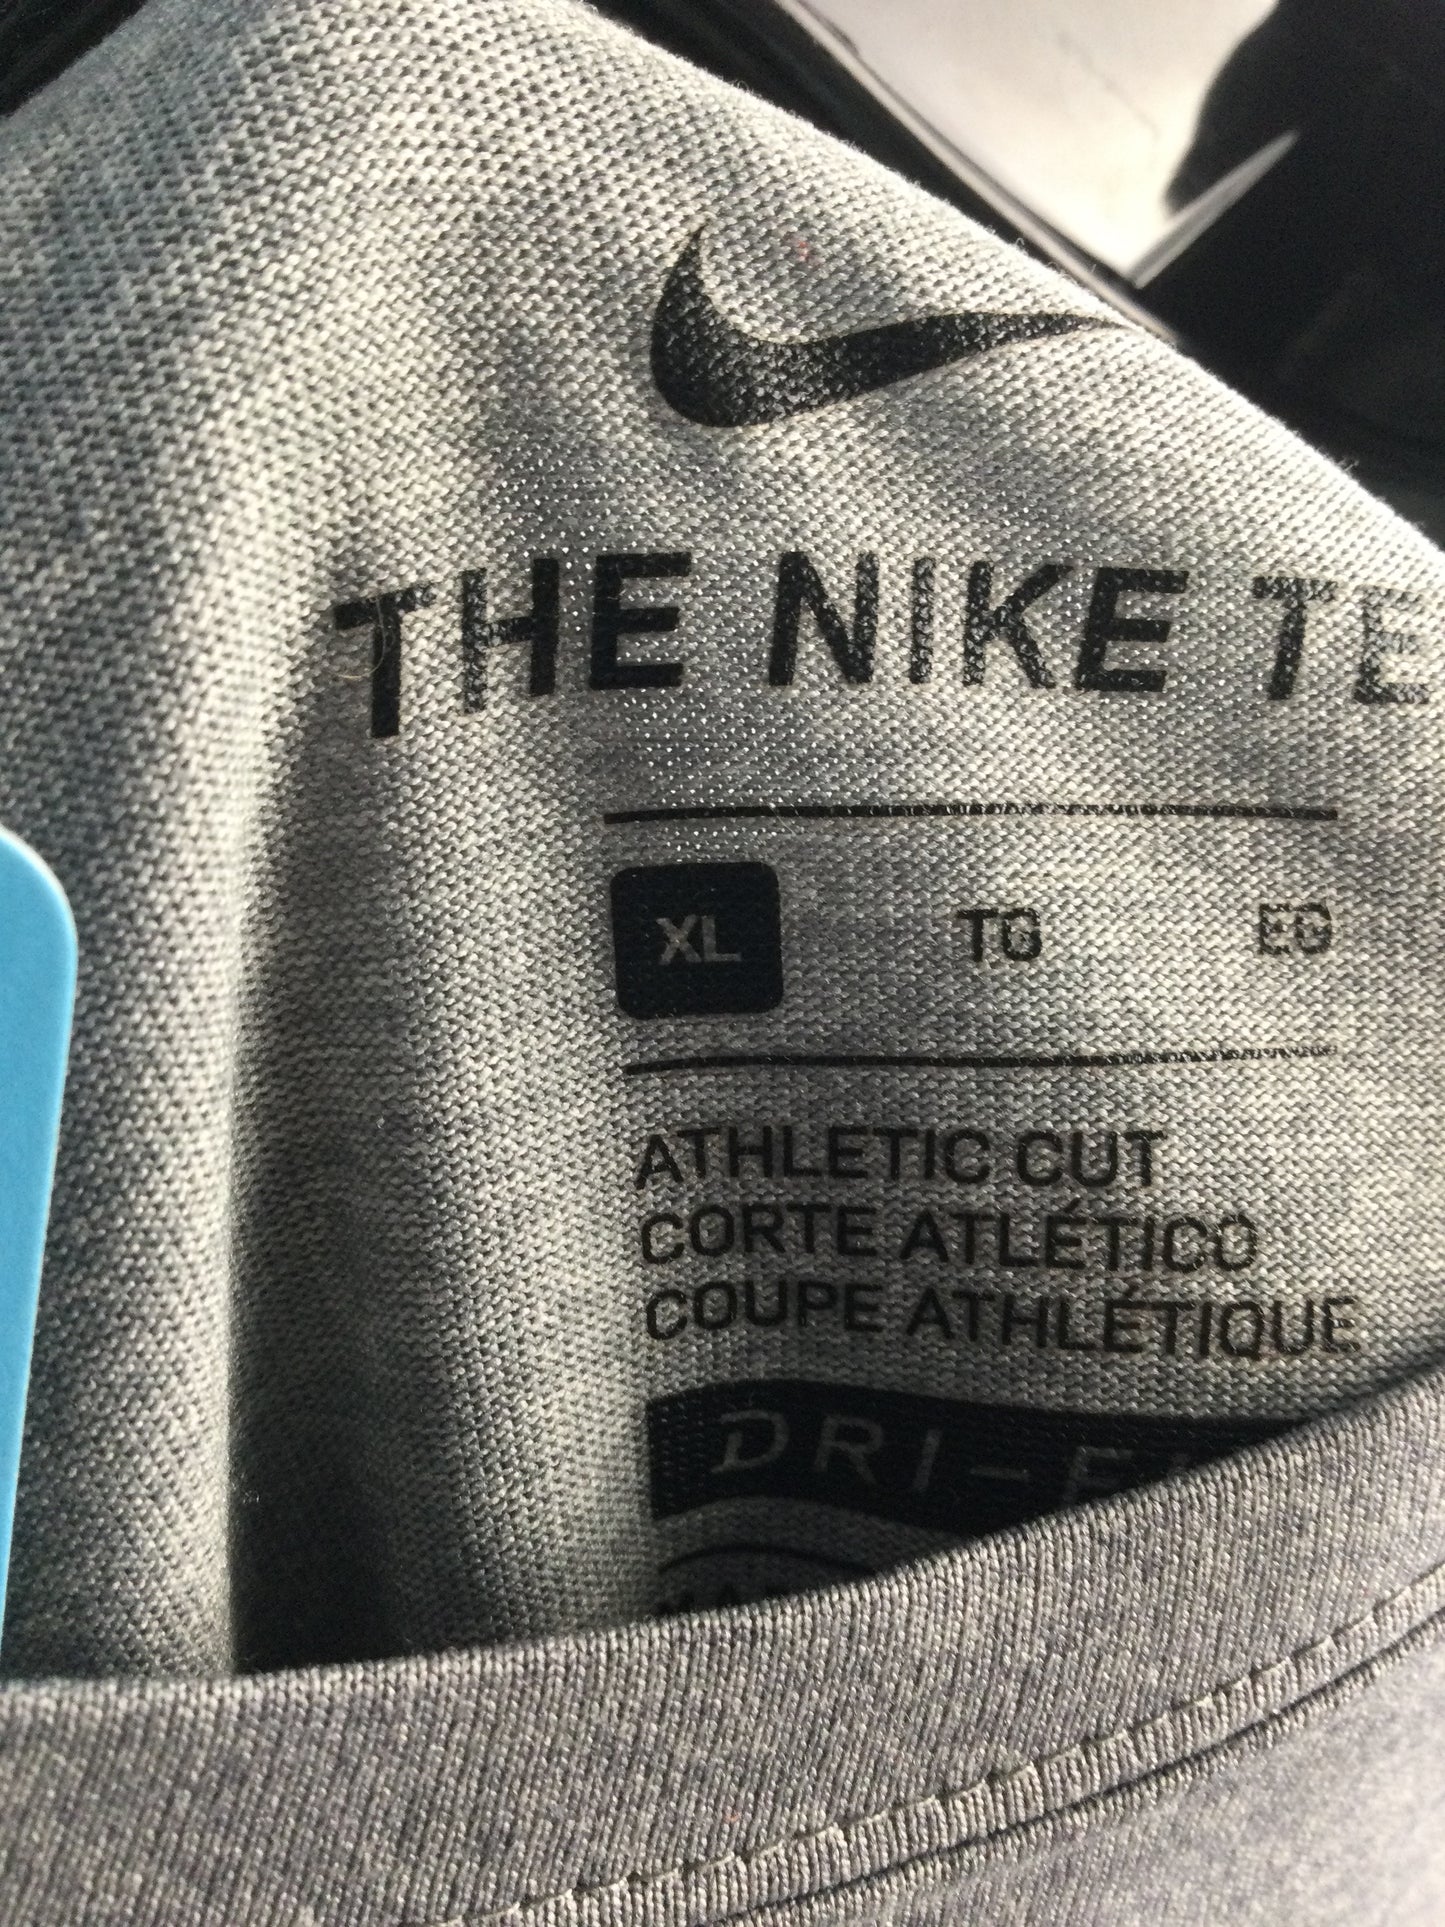 THE NIKE TE
XL TG EG
ATHLETIC CUT
CORTE ATLÉTICO
COUPE ATHLÉTIQUE
DRI-F